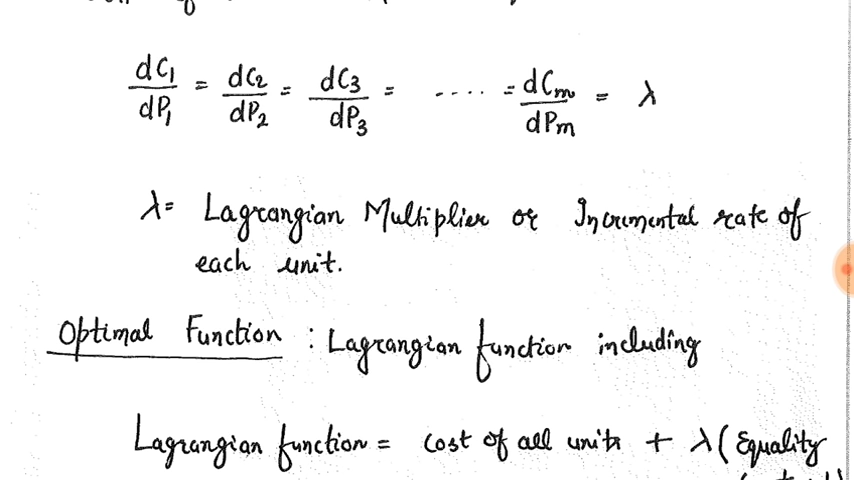 dC1/dP1 = dC2/dP2 = dC3/dP3 = ..... = dCm/dPm = λ
λ= Lagrangian Multiplier or Incremental rate of
each unit.
Optimal Function : Lagrangian function including
Lagrangian function = cost of all units + λ( Equality